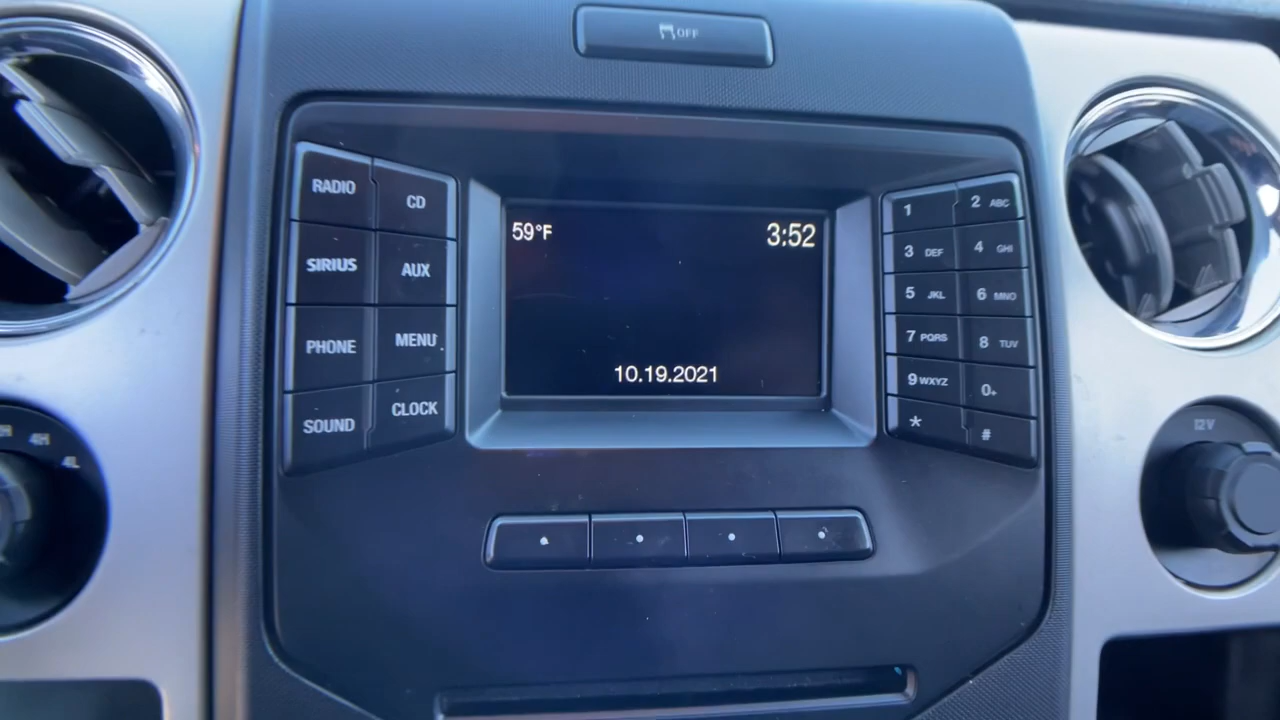 OFF
RADIO
CD
SIRIUS
AUX
PHONE
MENU
SOUND
CLOCK
59°F
3:52
10.19.2021
1
2 ABC
3 DEF
4 GHI
5 JKL
6 MNO
7 PQRS
8 TUV
9 WXYZ
0+
*
#
4H
4L
12V